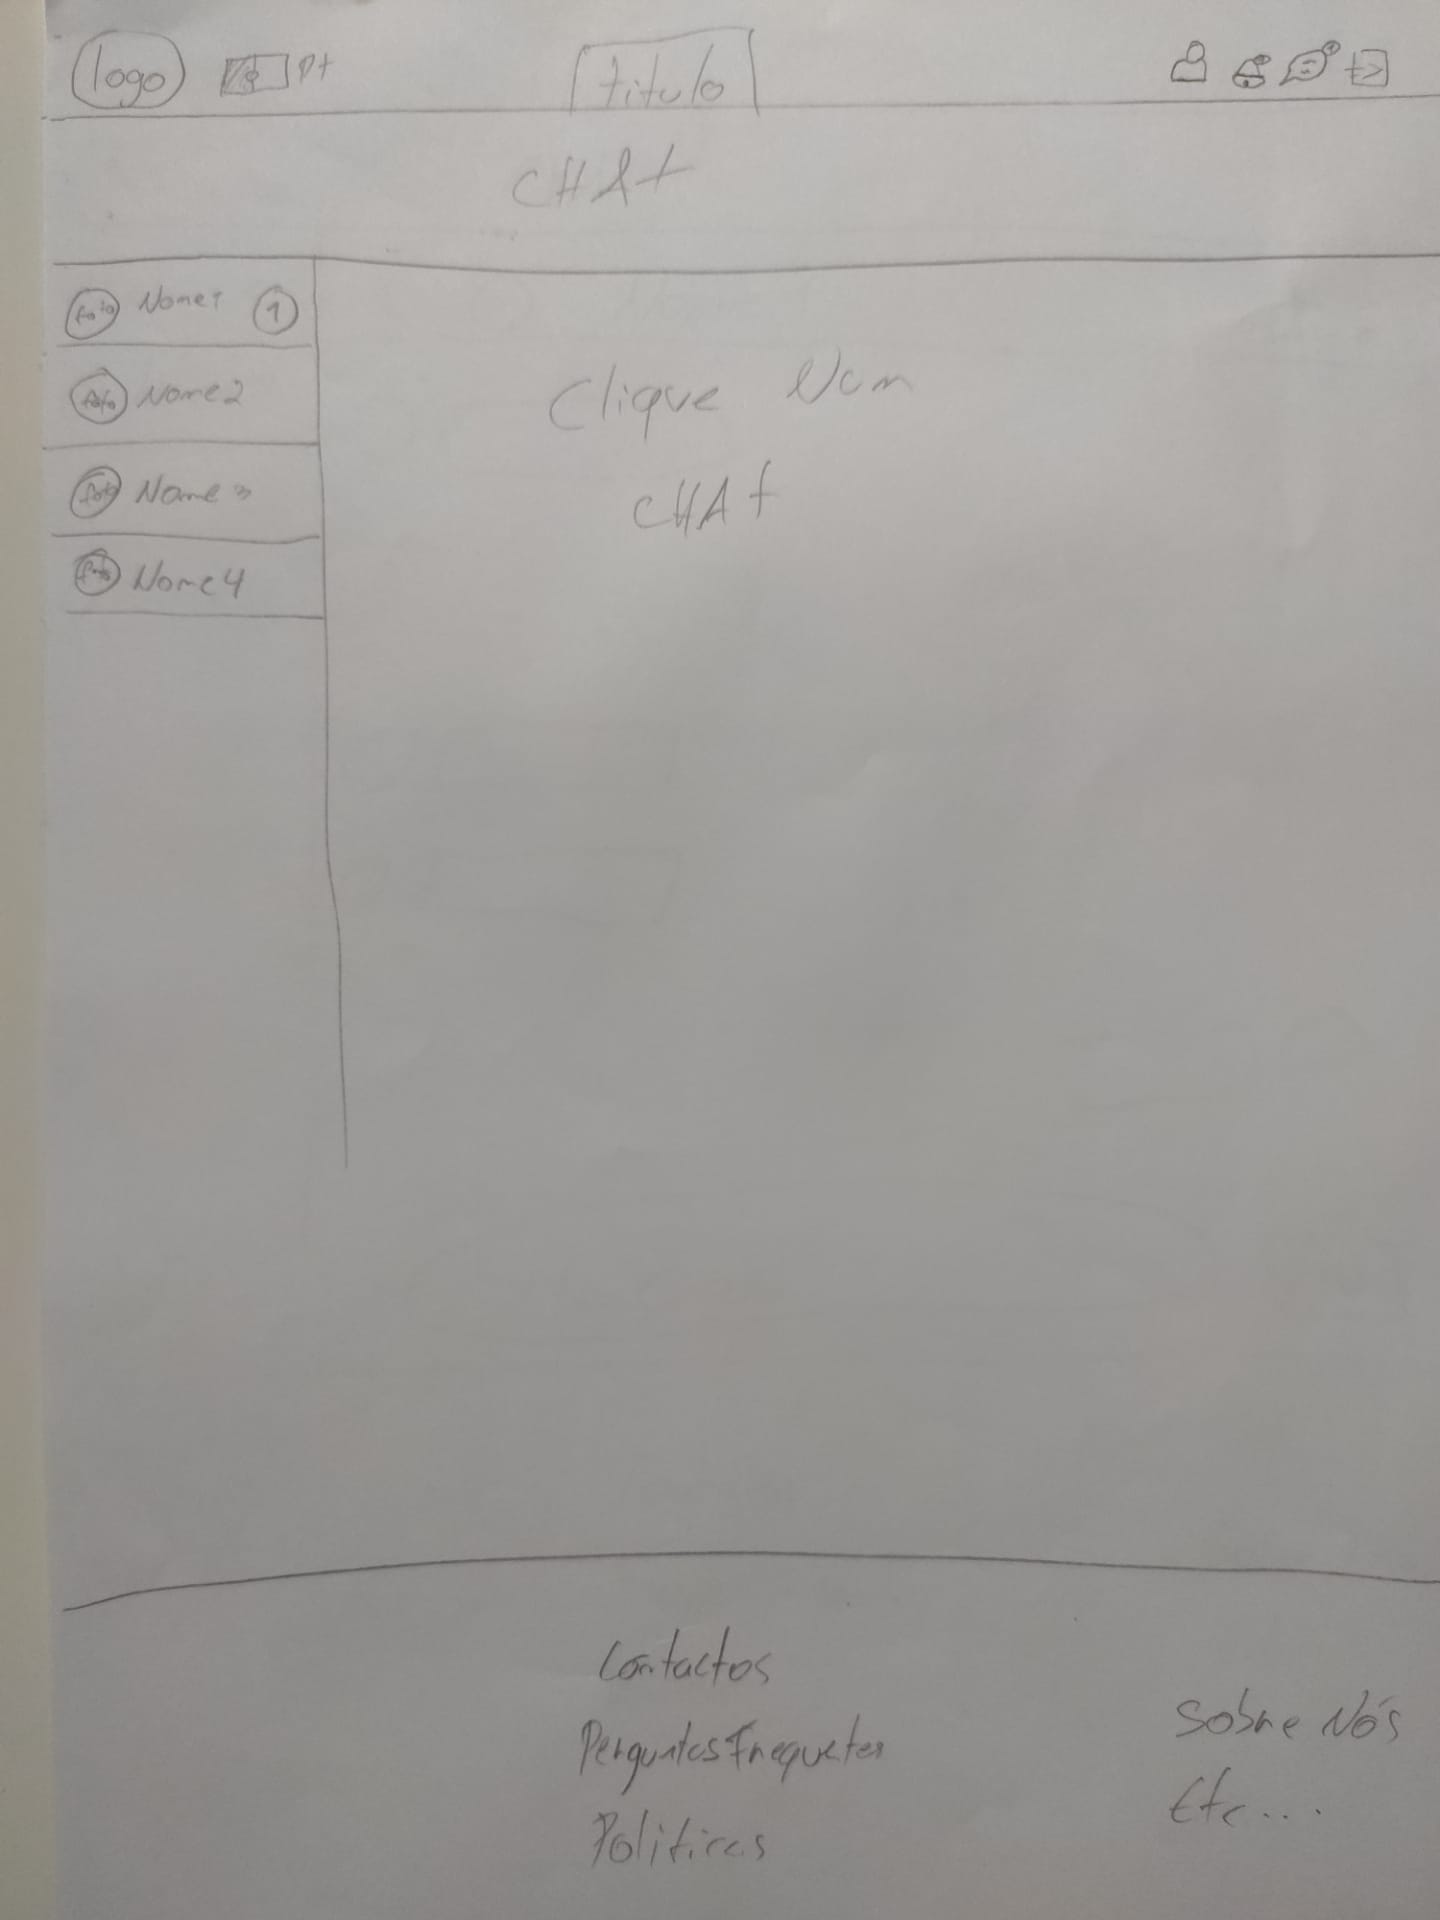 logo Pt titulo
CHAt
foto Nome1 1
foto Nome2
foto Nome3
foto Nome4
Clique Num
CHAt
Contactos
Perguntas Frequetes
Politicas
Sobre Nós
Etc....